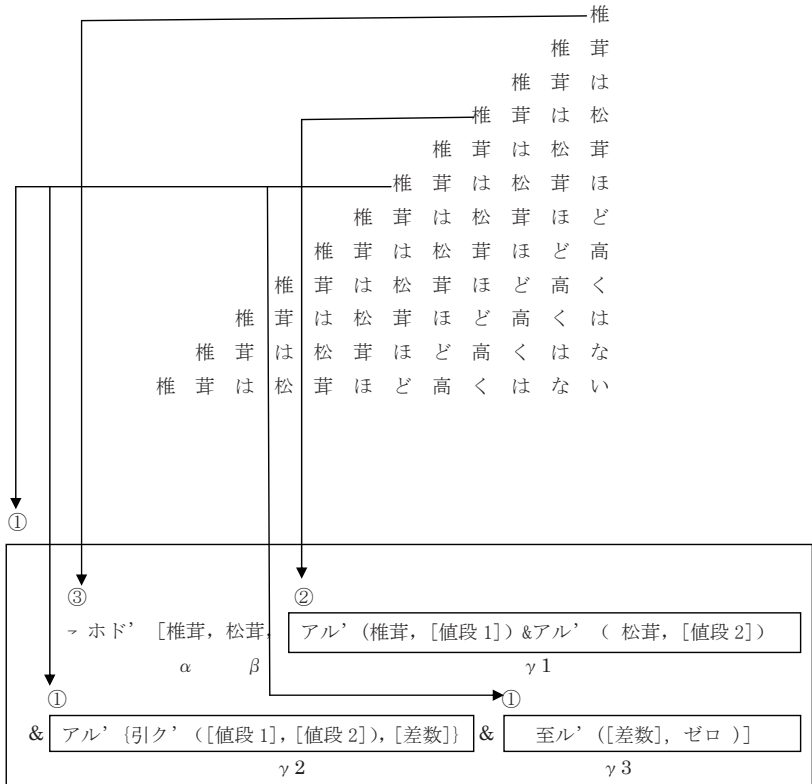 椎
椎 茸
椎 茸 は
椎 茸 は 松
椎 茸 は 松 茸
椎 茸 は 松 茸 ほ
椎 茸 は 松 茸 ほ ど
椎 茸 は 松 茸 ほ ど 高
椎 茸 は 松 茸 ほ ど 高 く
椎 茸 は 松 茸 ほ ど 高 く は
椎 茸 は 松 茸 ほ ど 高 く は な
椎 茸 は 松 茸 ほ ど 高 く は な い
①
③ ②
¬ ホド’ [椎茸, 松茸, アル’ (椎茸, [値段 1]) &アル’ ( 松茸, [値段 2])
α β γ1
① ①
& アル’ {引ク’ ([値段 1], [値段 2]), [差数]} & 至ル’ ([差数], ゼロ )]
γ2 γ3